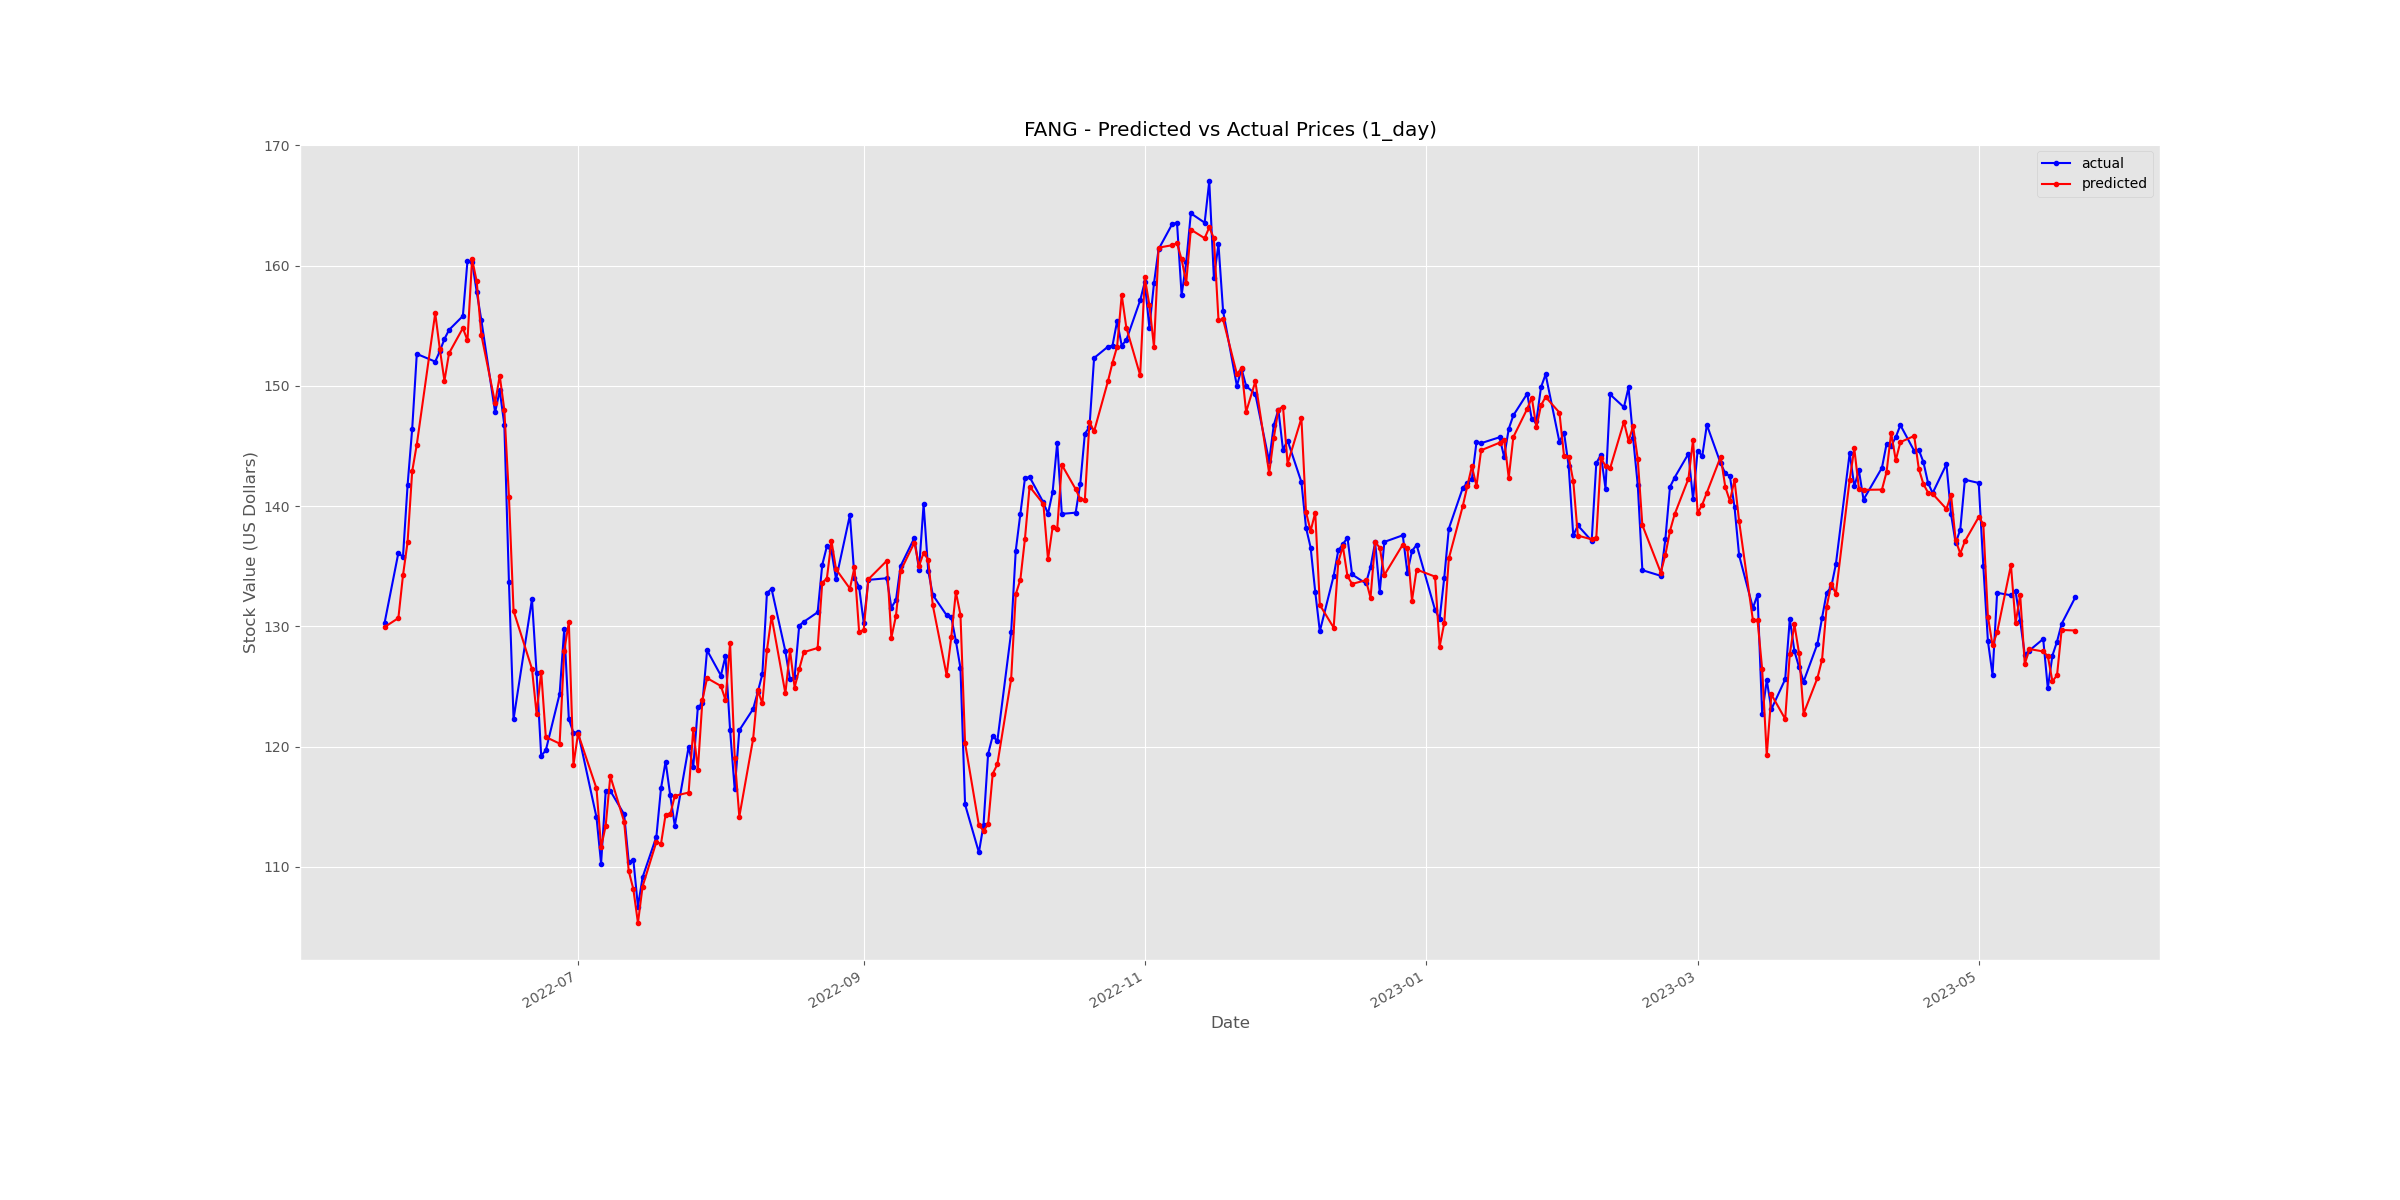 FANG - Predicted vs Actual Prices (1_day)
actual
predicted
Stock Value (US Dollars)
170
160
150
140
130
120
110
2022-07
2022-09
2022-11
2023-01
2023-03
2023-05
Date